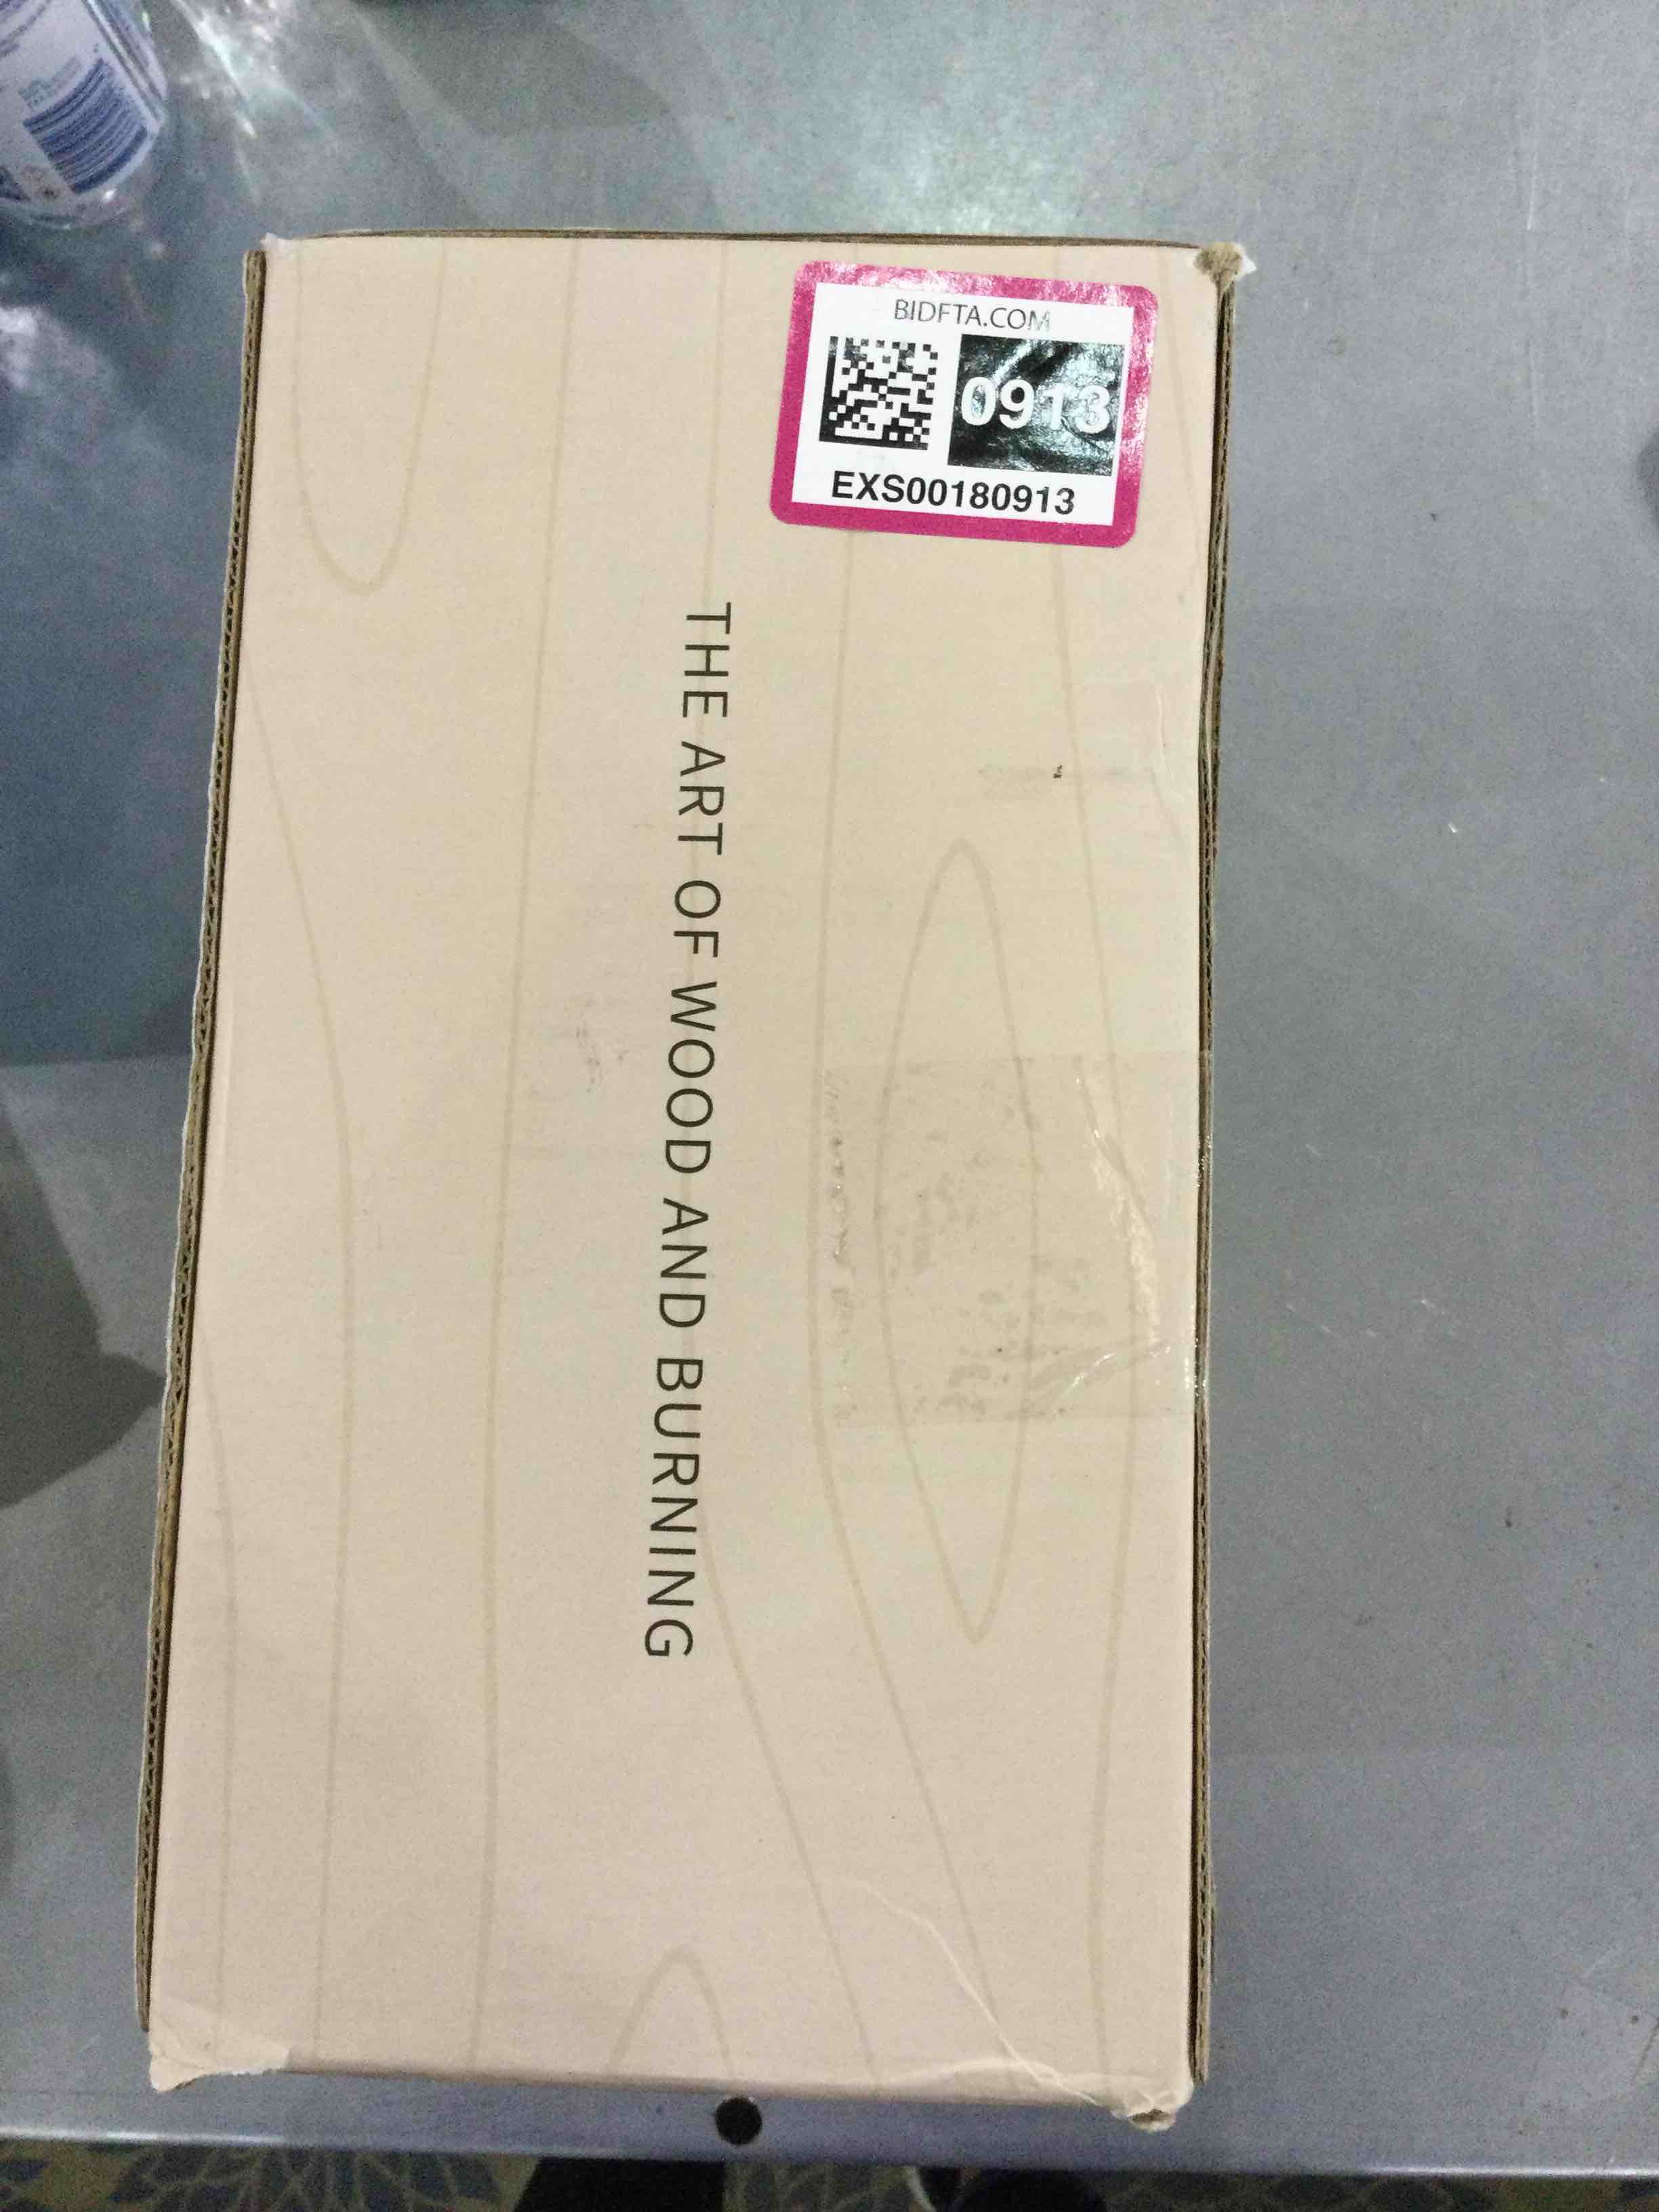 BIDFTA.COM
0913
EXS00180913
THE ART OF WOOD AND BURNING